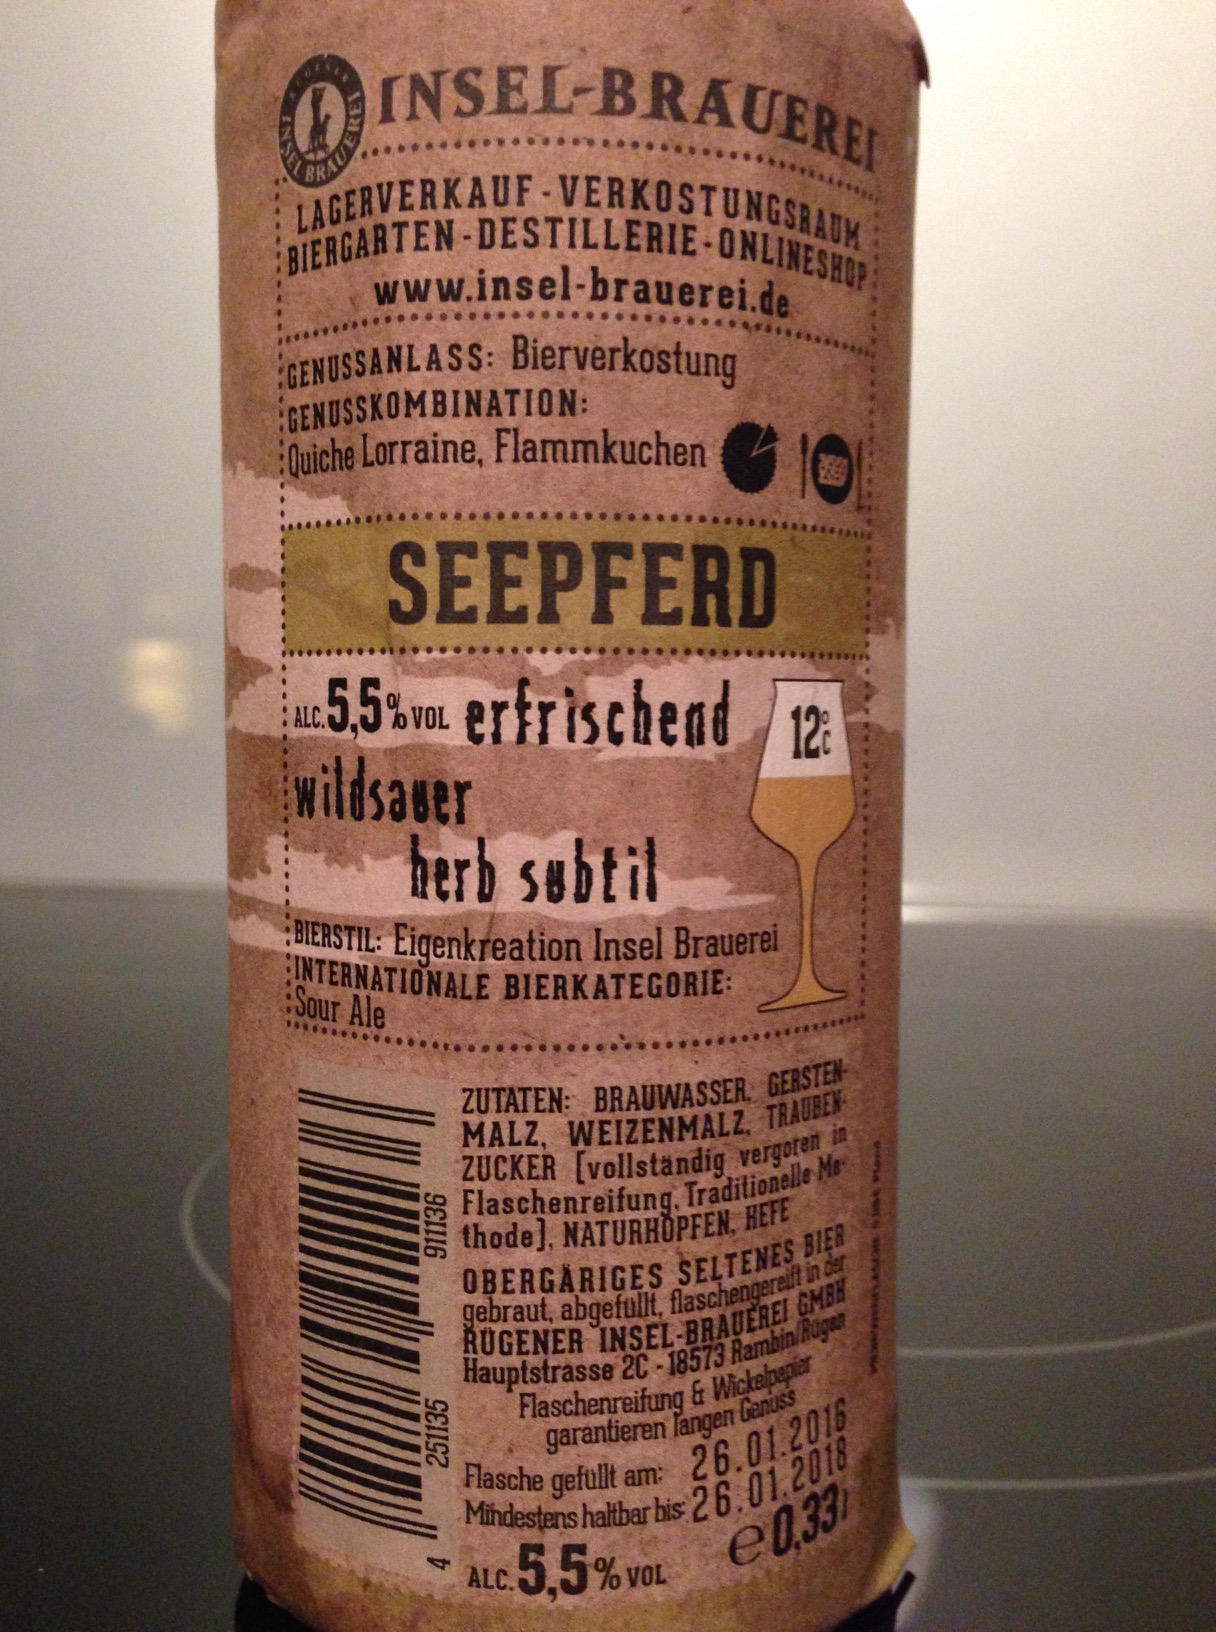 INSEL-BRAUEREI
INSEL BRAUEREI
LAGERVERKAUF - VERKOSTUNGSRAUM
BIERGARTEN - DESTILLERIE - ONLINESHOP
www.insel-brauerei.de
GENUSSANLASS: Bierverkostung
GENUSSKOMBINATION:
Quiche Lorraine, Flammkuchen
SEEPFERD
ALC. 5,5% VOL erfrischend
12°C
wildsauer
herb subtil
BIERSTIL: Eigenkreation Insel Brauerei
INTERNATIONALE BIERKATEGORIE:
Sour Ale
ZUTATEN: BRAUWASSER, GERSTEN-
MALZ, WEIZENMALZ, TRAUBEN-
ZUCKER [vollständig vergoren in
Flaschenreifung, Traditionelle Me-
thode], NATURHOPFEN, HEFE
OBERGÄRIGES SELTENES BIER
gebraut, abgefüllt, flaschengereift in der
RÜGENER INSEL-BRAUEREI GMBH
Hauptstrasse 2C - 18573 Rambin/Rügen
Flaschenreifung & Wickelpapier
garantieren langen Genuss
Flasche gefüllt am: 26.01.2016
Mindestens haltbar bis: 26.01.2018
ALC. 5,5% VOL
e 0,33l
4 251135 911136